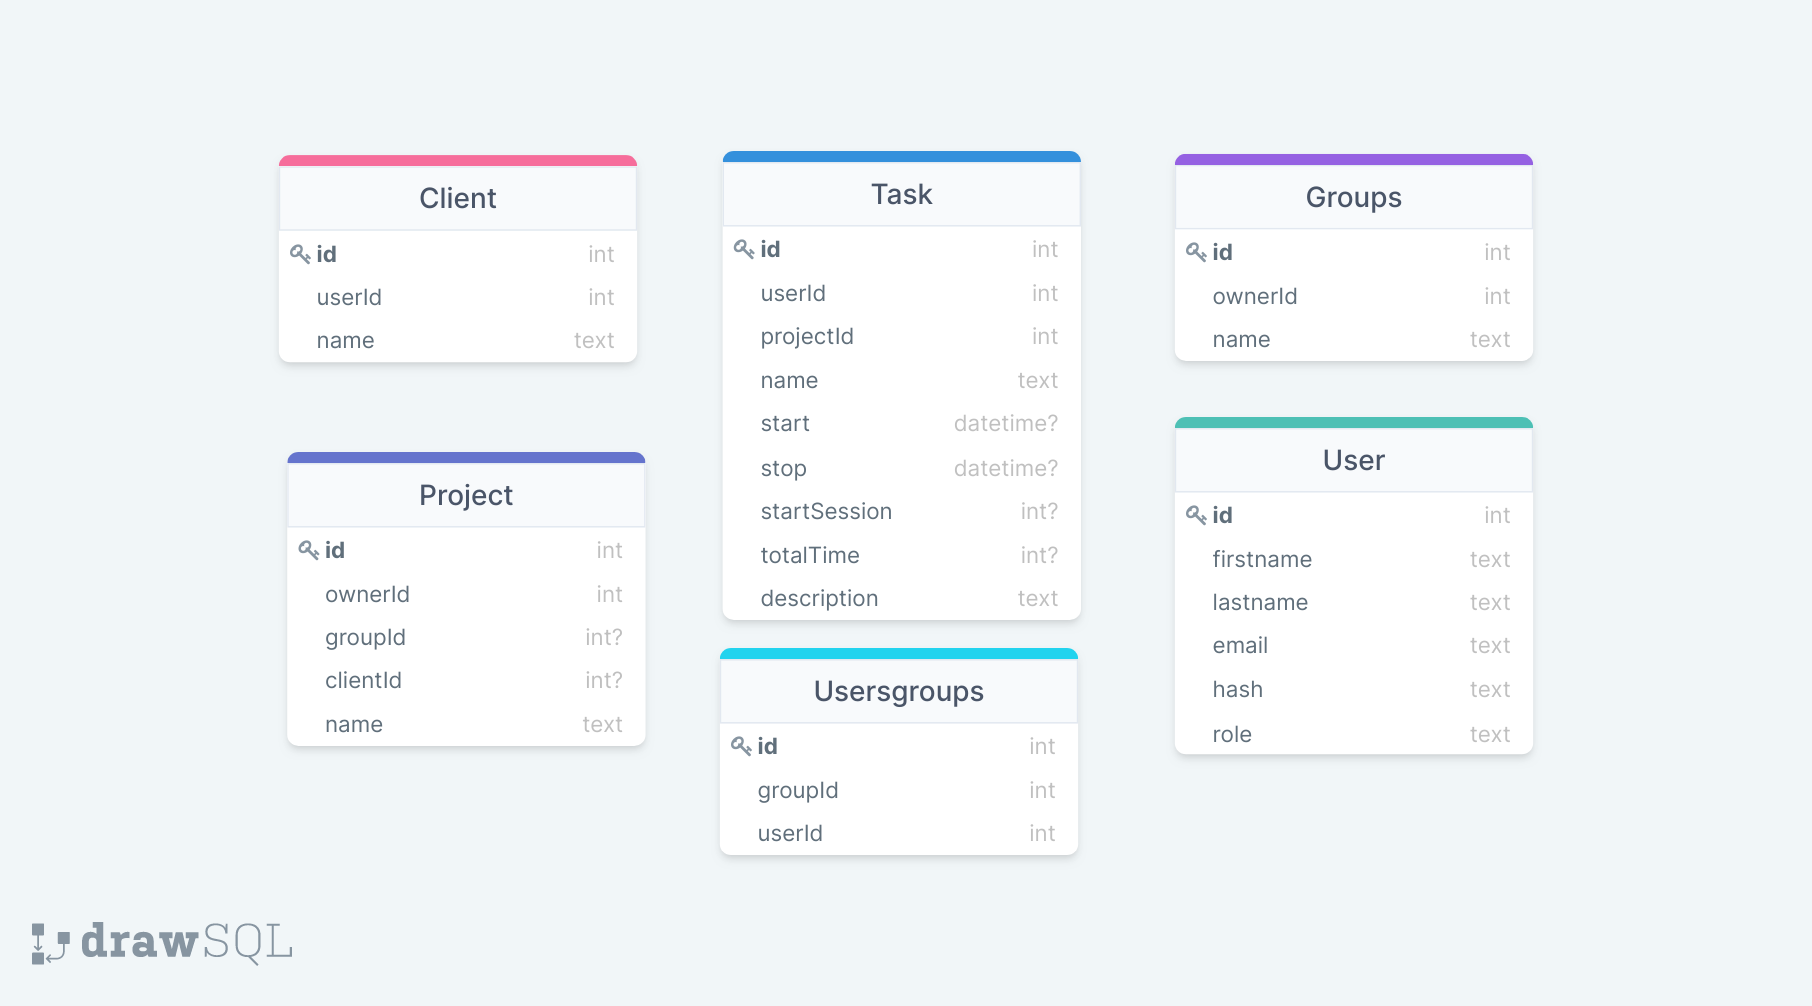 Client
id int
userId int
name text
Project
id int
ownerId int
groupId int?
clientId int?
name text
Task
id int
userId int
projectId int
name text
start datetime?
stop datetime?
startSession int?
totalTime int?
description text
Usersgroups
id int
groupId int
userId int
Groups
id int
ownerId int
name text
User
id int
firstname text
lastname text
email text
hash text
role text
drawSQL